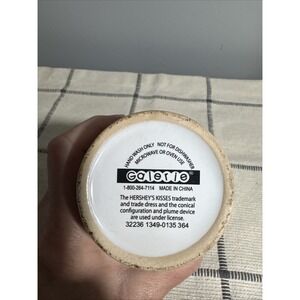 HAND WASH ONLY NOT FOR DISHWASHER
MICROWAVE OR OVEN USE
Galerie®
1-800-264-7114 MADE IN CHINA
The HERSHEY'S KISSES trademark
and trade dress and the conical
configuration and plume device
are used under license.
32236 1349-0135 364